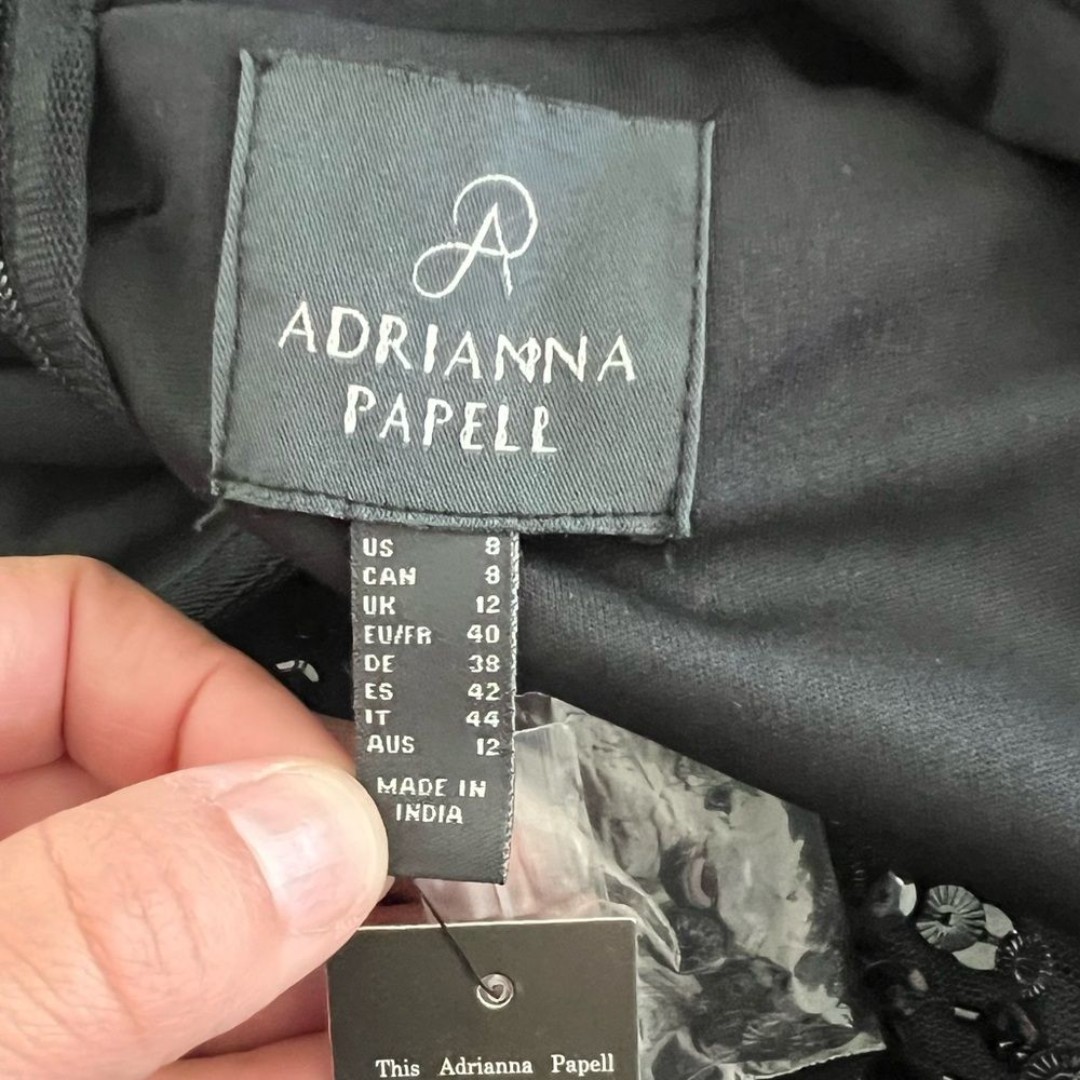 ADRIANNA
PAPELL
US 8
CAN 8
UK 12
EU/FR 40
DE 38
ES 42
IT 44
AUS 12
MADE IN
INDIA
This Adrianna Papell